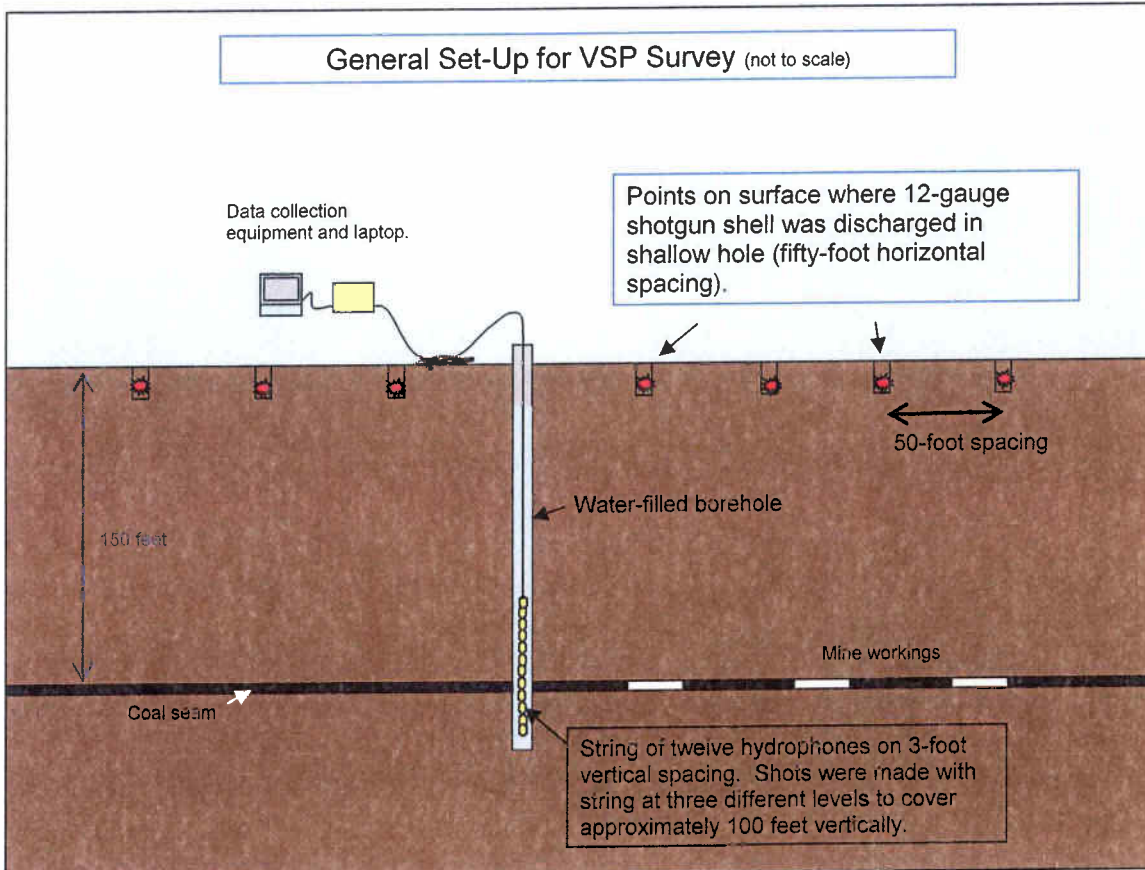 General Set-Up for VSP Survey (not to scale)
Data collection
equipment and laptop.
Points on surface where 12-gauge
shotgun shell was discharged in
shallow hole (fifty-foot horizontal
spacing).
50-foot spacing
Water-filled borehole
150 feet
Mine workings
Coal seam
String of twelve hydrophones on 3-foot
vertical spacing. Shots were made with
string at three different levels to cover
approximately 100 feet vertically.